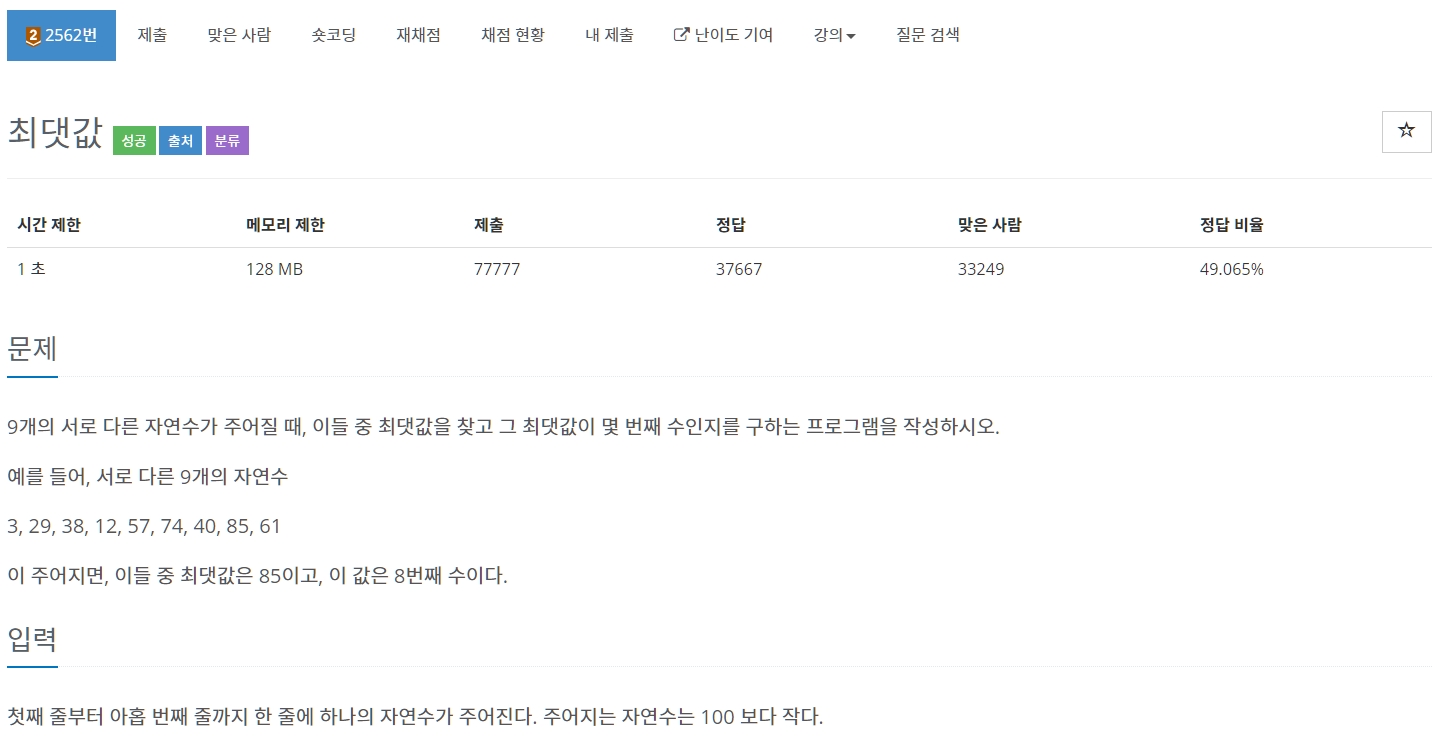 2 2562번 제출 맞은 사람 숏코딩 재채점 채점 현황 내 제출 난이도 기여 강의 질문 검색
최댓값 성공 출처 분류
시간 제한 메모리 제한 제출 정답 맞은 사람 정답 비율
1 초 128 MB 77777 37667 33249 49.065%
문제
9개의 서로 다른 자연수가 주어질 때, 이들 중 최댓값을 찾고 그 최댓값이 몇 번째 수인지를 구하는 프로그램을 작성하시오.
예를 들어, 서로 다른 9개의 자연수
3, 29, 38, 12, 57, 74, 40, 85, 61
이 주어지면, 이들 중 최댓값은 85이고, 이 값은 8번째 수이다.
입력
첫째 줄부터 아홉 번째 줄까지 한 줄에 하나의 자연수가 주어진다. 주어지는 자연수는 100 보다 작다.